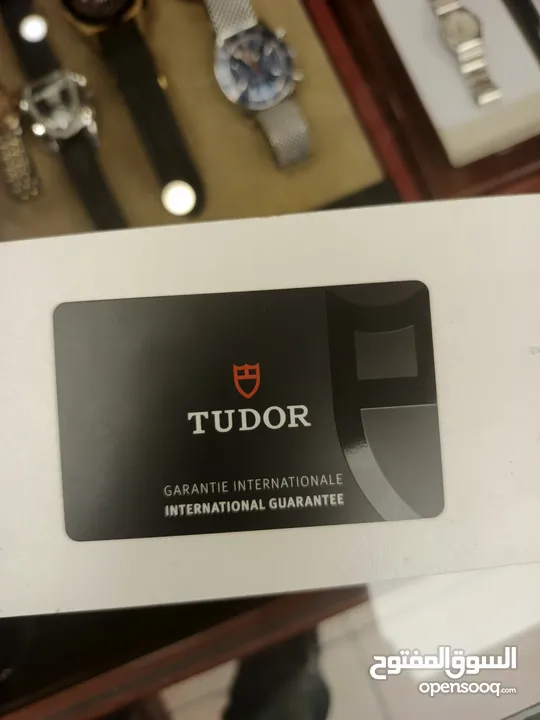 TUDOR
GARANTIE INTERNATIONALE
INTERNATIONAL GUARANTEE
السوق المفتوح
opensooq.com